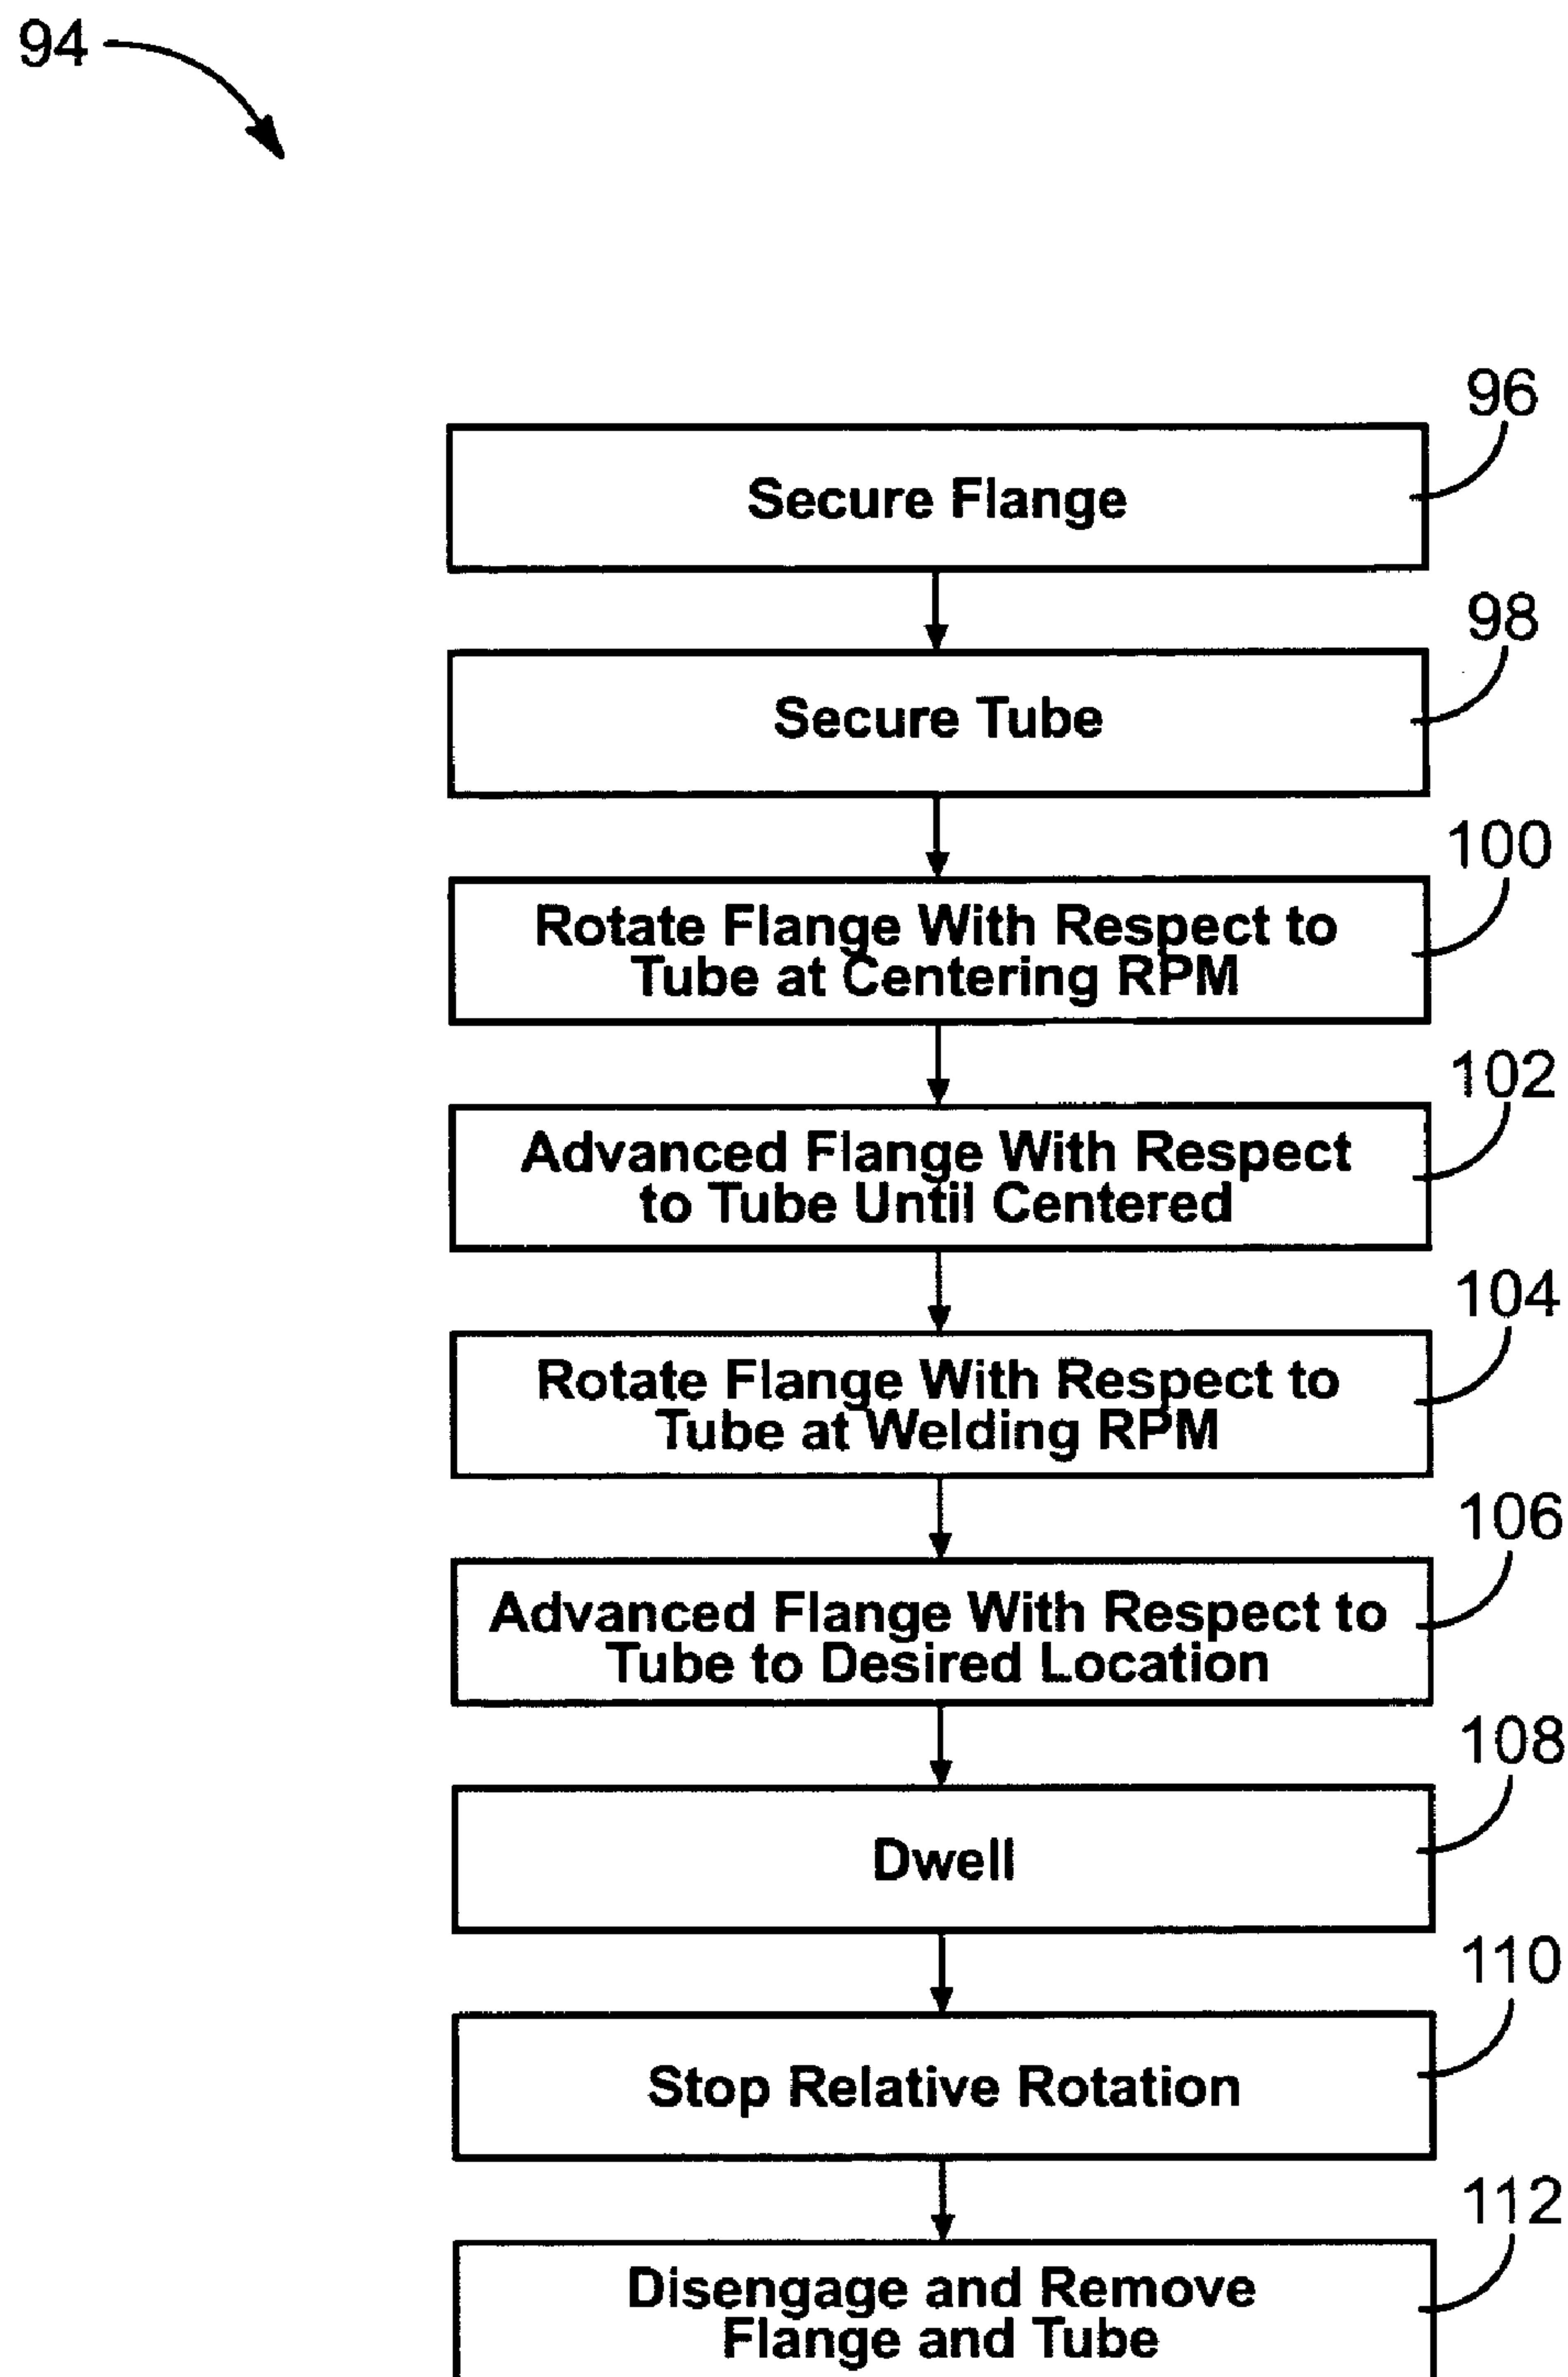 94
96
Secure Flange
98
Secure Tube
100
Rotate Flange With Respect to
Tube at Centering RPM
102
Advanced Flange With Respect
to Tube Until Centered
104
Rotate Flange With Respect to
Tube at Welding RPM
106
Advanced Flange With Respect to
Tube to Desired Location
108
Dwell
110
Stop Relative Rotation
112
Disengage and Remove
Flange and Tube